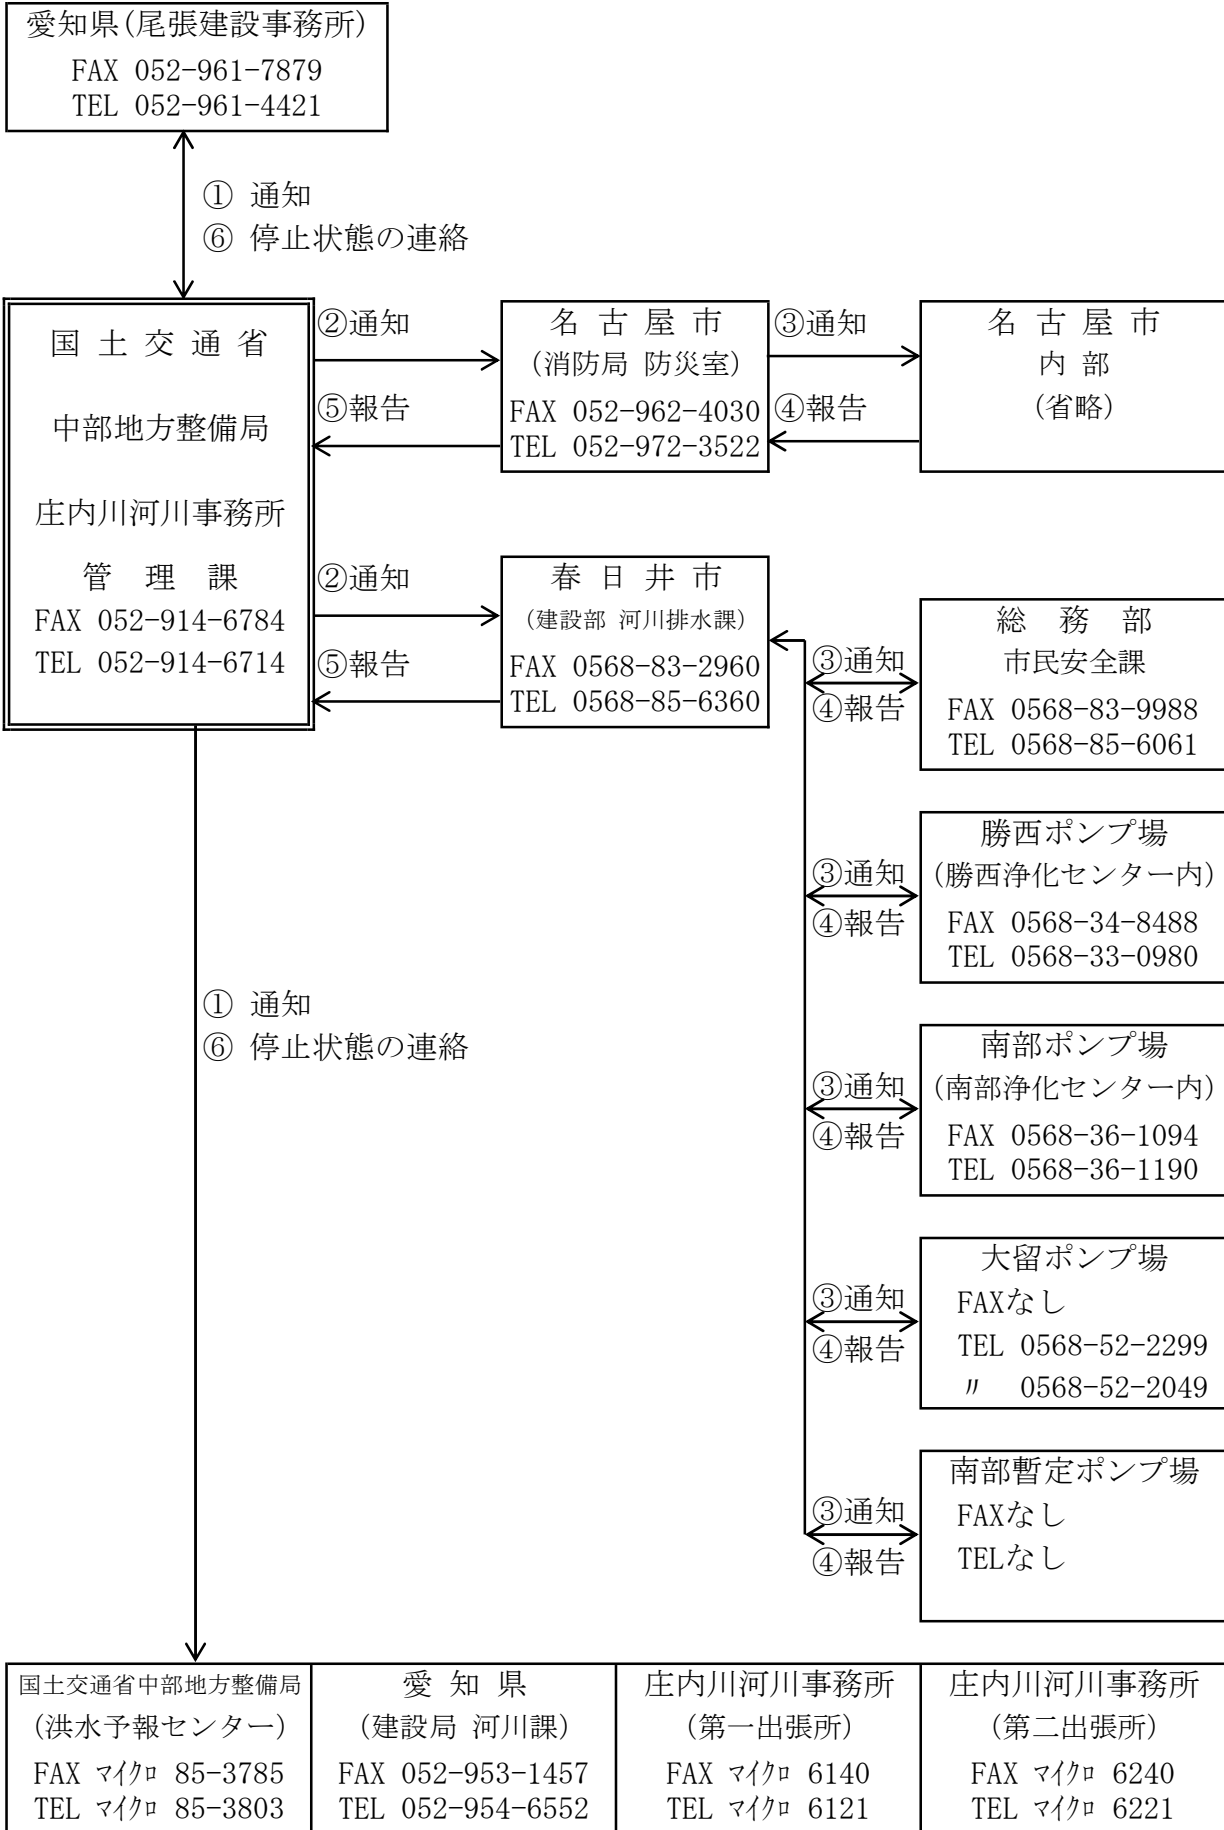 愛知県(尾張建設事務所)
FAX 052-961-7879
TEL 052-961-4421
① 通知
⑥ 停止状態の連絡
国土交通省
中部地方整備局
庄内川河川事務所
管理課
FAX 052-914-6784
TEL 052-914-6714
②通知
⑤報告
名古屋市
(消防局 防災室)
FAX 052-962-4030
TEL 052-972-3522
③通知
④報告
名古屋市
内部
(省略)
②通知
⑤報告
春日井市
(建設部 河川排水課)
FAX 0568-83-2960
TEL 0568-85-6360
③通知
④報告
総務部
市民安全課
FAX 0568-83-9988
TEL 0568-85-6061
③通知
④報告
勝西ポンプ場
(勝西浄化センター内)
FAX 0568-34-8488
TEL 0568-33-0980
③通知
④報告
南部ポンプ場
(南部浄化センター内)
FAX 0568-36-1094
TEL 0568-36-1190
③通知
④報告
大留ポンプ場
FAXなし
TEL 0568-52-2299
〃 0568-52-2049
③通知
④報告
南部暫定ポンプ場
FAXなし
TELなし
① 通知
⑥ 停止状態の連絡
国土交通省中部地方整備局
(洪水予報センター)
FAX ﾏｲｸﾛ 85-3785
TEL ﾏｲｸﾛ 85-3803
愛知県
(建設局 河川課)
FAX 052-953-1457
TEL 052-954-6552
庄内川河川事務所
(第一出張所)
FAX ﾏｲｸﾛ 6140
TEL ﾏｲｸﾛ 6121
庄内川河川事務所
(第二出張所)
FAX ﾏｲｸﾛ 6240
TEL ﾏｲｸﾛ 6221